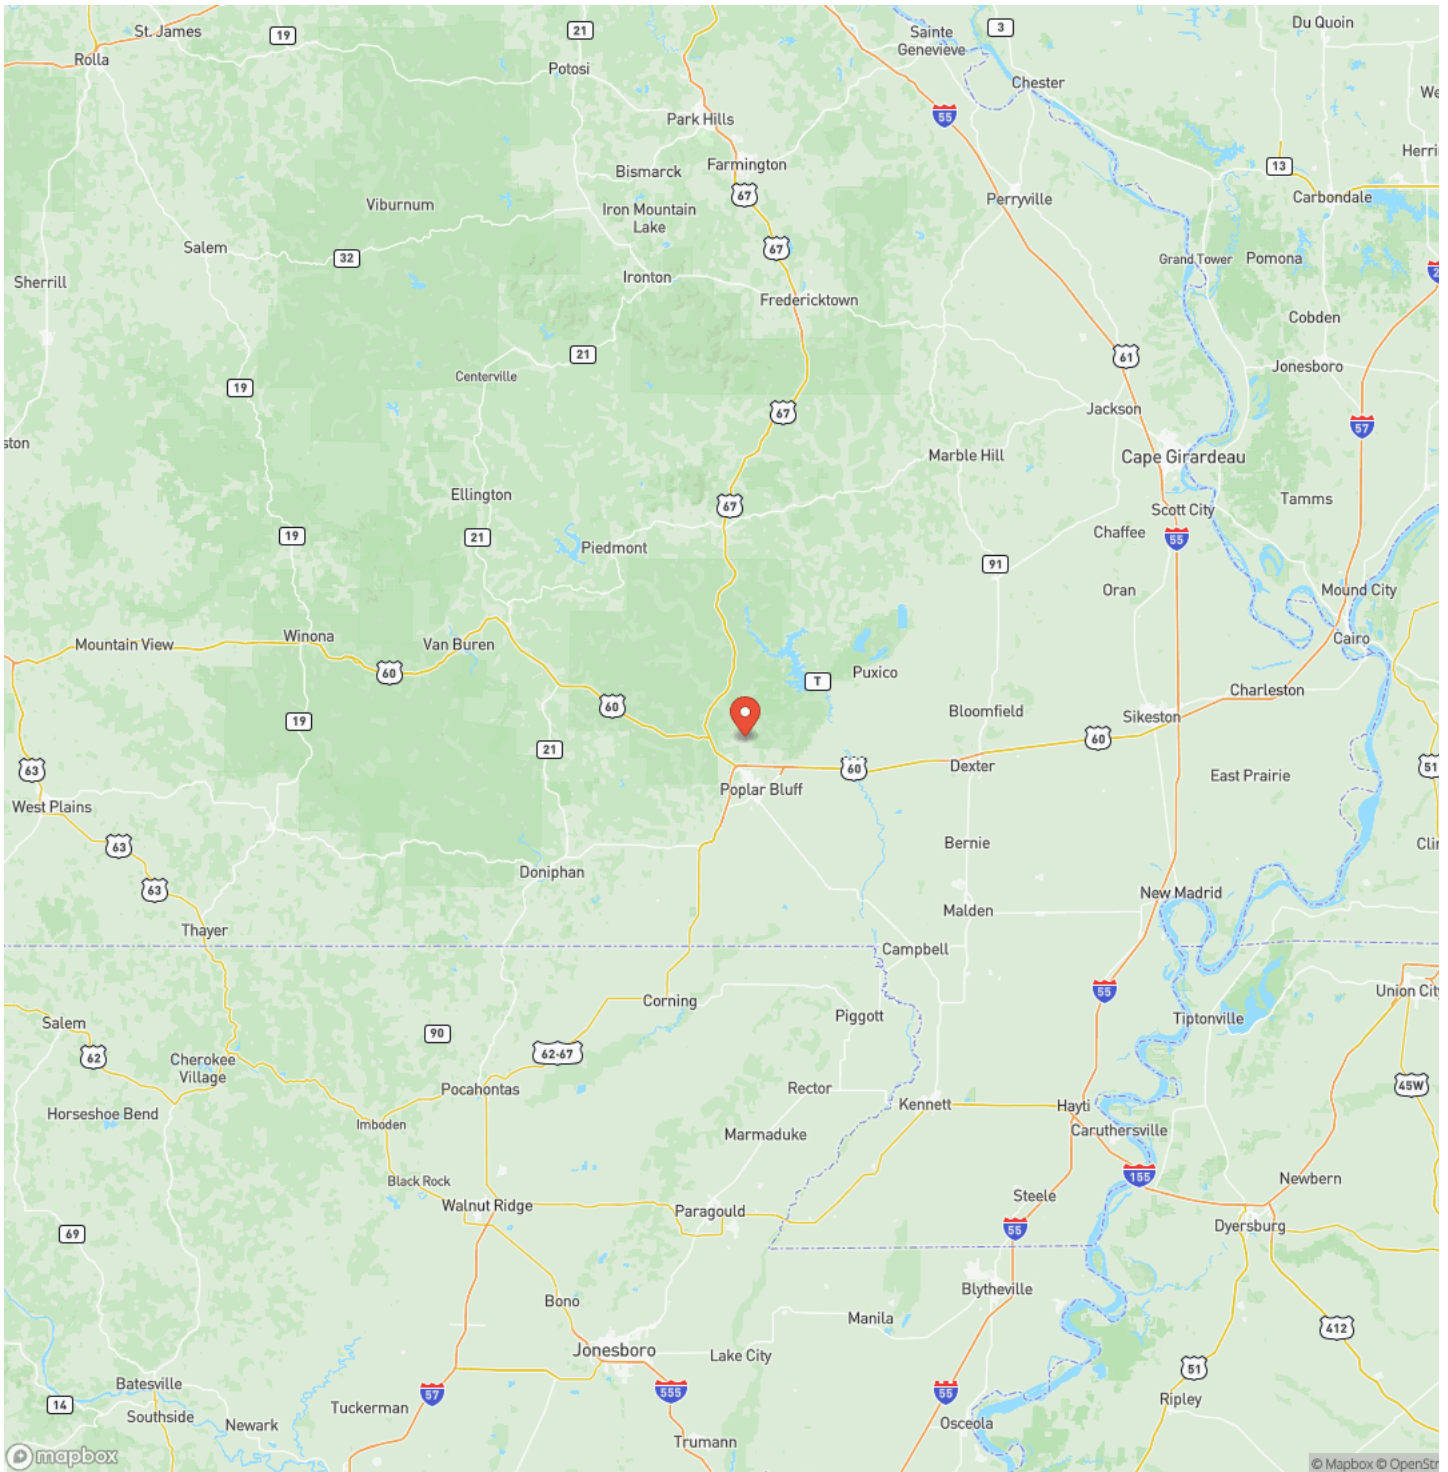 St. James
19
21
Sainte
Genevieve
3
Du Quoin
Rolla
Potosi
Chester
Park Hills
55
Farmington
Bismarck
67
13
Herri
Viburnum
Iron Mountain
Lake
Perryville
Carbondale
Salem
32
67
Grand Tower
Pomona
Sherrill
Ironton
Fredericktown
Cobden
21
61
Jonesboro
19
Centerville
67
Jackson
57
ston
Marble Hill
Cape Girardeau
Ellington
67
Tamms
Scott City
19
21
Piedmont
Chaffee
55
91
Oran
Mound City
Mountain View
Winona
Van Buren
Cairo
60
T
Puxico
Charleston
19
60
Bloomfield
Sikeston
21
60
63
60
Dexter
51
West Plains
Poplar Bluff
East Prairie
63
Bernie
Clin
63
Doniphan
New Madrid
Thayer
Malden
Campbell
55
Union City
Corning
Salem
90
Piggott
Tiptonville
62
62-67
Cherokee
Village
Pocahontas
Rector
45W
Horseshoe Bend
Imboden
Kennett
Hayti
Marmaduke
Caruthersville
Black Rock
155
Newbern
Walnut Ridge
Paragould
Steele
69
55
Dyersburg
Blytheville
Bono
Manila
412
Jonesboro
Lake City
51
Batesville
57
555
55
Ripley
14
Southside
Newark
Tuckerman
Osceola
Trumann
mapbox
© Mapbox © OpenStr